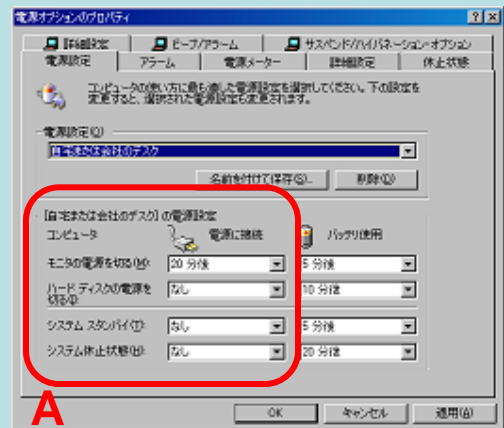 電源オプションのプロパティ
詳細設定 ビープ/アラーム サスペンド/ハイバネーション・オプション
電源設定 アラーム 電源メーター 詳細設定 休止状態
コンピュータの使い方に最も適した電源設定を選択してください。下の設定を
変更すると、選択された電源設定も変更されます。
電源設定(O)
自宅または会社のデスク
名前を付けて保存(S)... 削除(D)
[自宅または会社のデスク] の電源設定
コンピュータ: 電源に接続 バッテリ使用
モニタの電源を切る(M): 20 分後 5 分後
ハード ディスクの電源を
切る(I): なし 10 分後
システム スタンバイ(T): なし 5 分後
システム休止状態(H): なし 20 分後
A
OK キャンセル 適用(A)